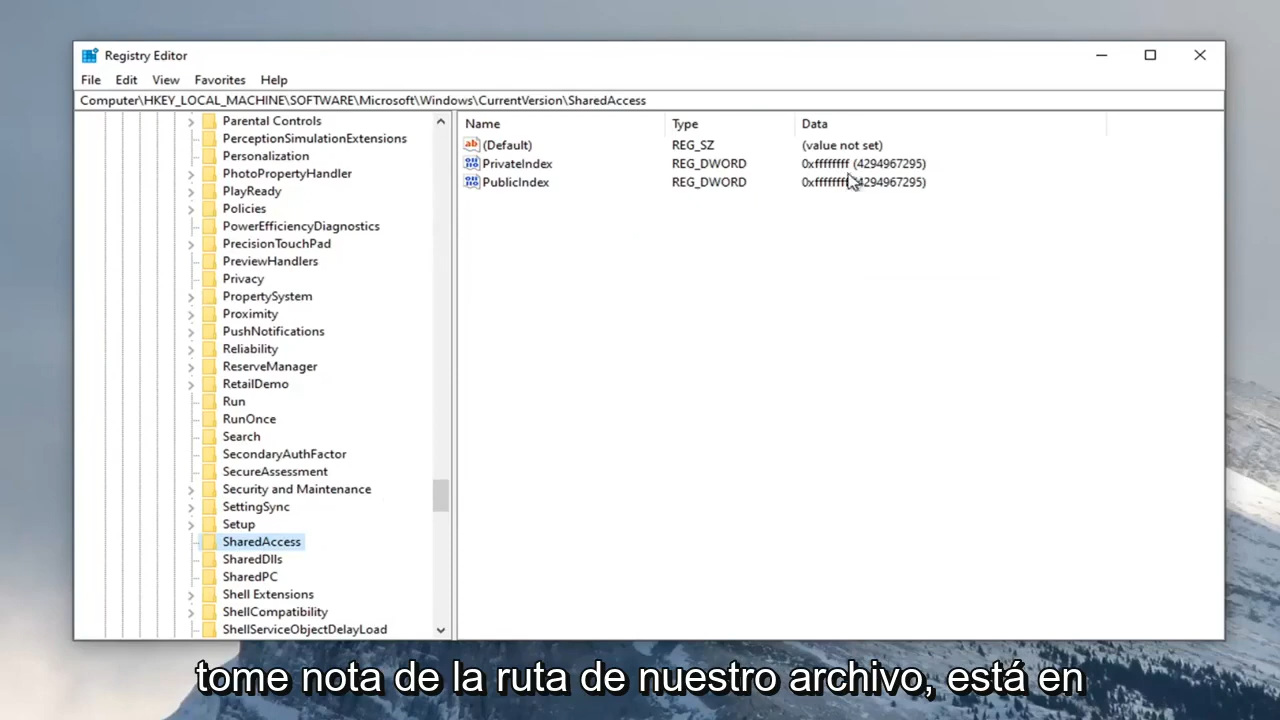 Registry Editor
File Edit View Favorites Help
Computer\HKEY_LOCAL_MACHINE\SOFTWARE\Microsoft\Windows\CurrentVersion\SharedAccess
Parental Controls
PerceptionSimulationExtensions
Personalization
PhotoPropertyHandler
PlayReady
Policies
PowerEfficiencyDiagnostics
PrecisionTouchPad
PreviewHandlers
Privacy
PropertySystem
Proximity
PushNotifications
Reliability
ReserveManager
RetailDemo
Run
RunOnce
Search
SecondaryAuthFactor
SecureAssessment
Security and Maintenance
SettingSync
Setup
SharedAccess
SharedDlls
SharedPC
Shell Extensions
ShellCompatibility
ShellServiceObjectDelayLoad
Name Type Data
(Default) REG_SZ (value not set)
PrivateIndex REG_DWORD 0xffffffff (4294967295)
PublicIndex REG_DWORD 0xffffffff (4294967295)
tome nota de la ruta de nuestro archivo, está en